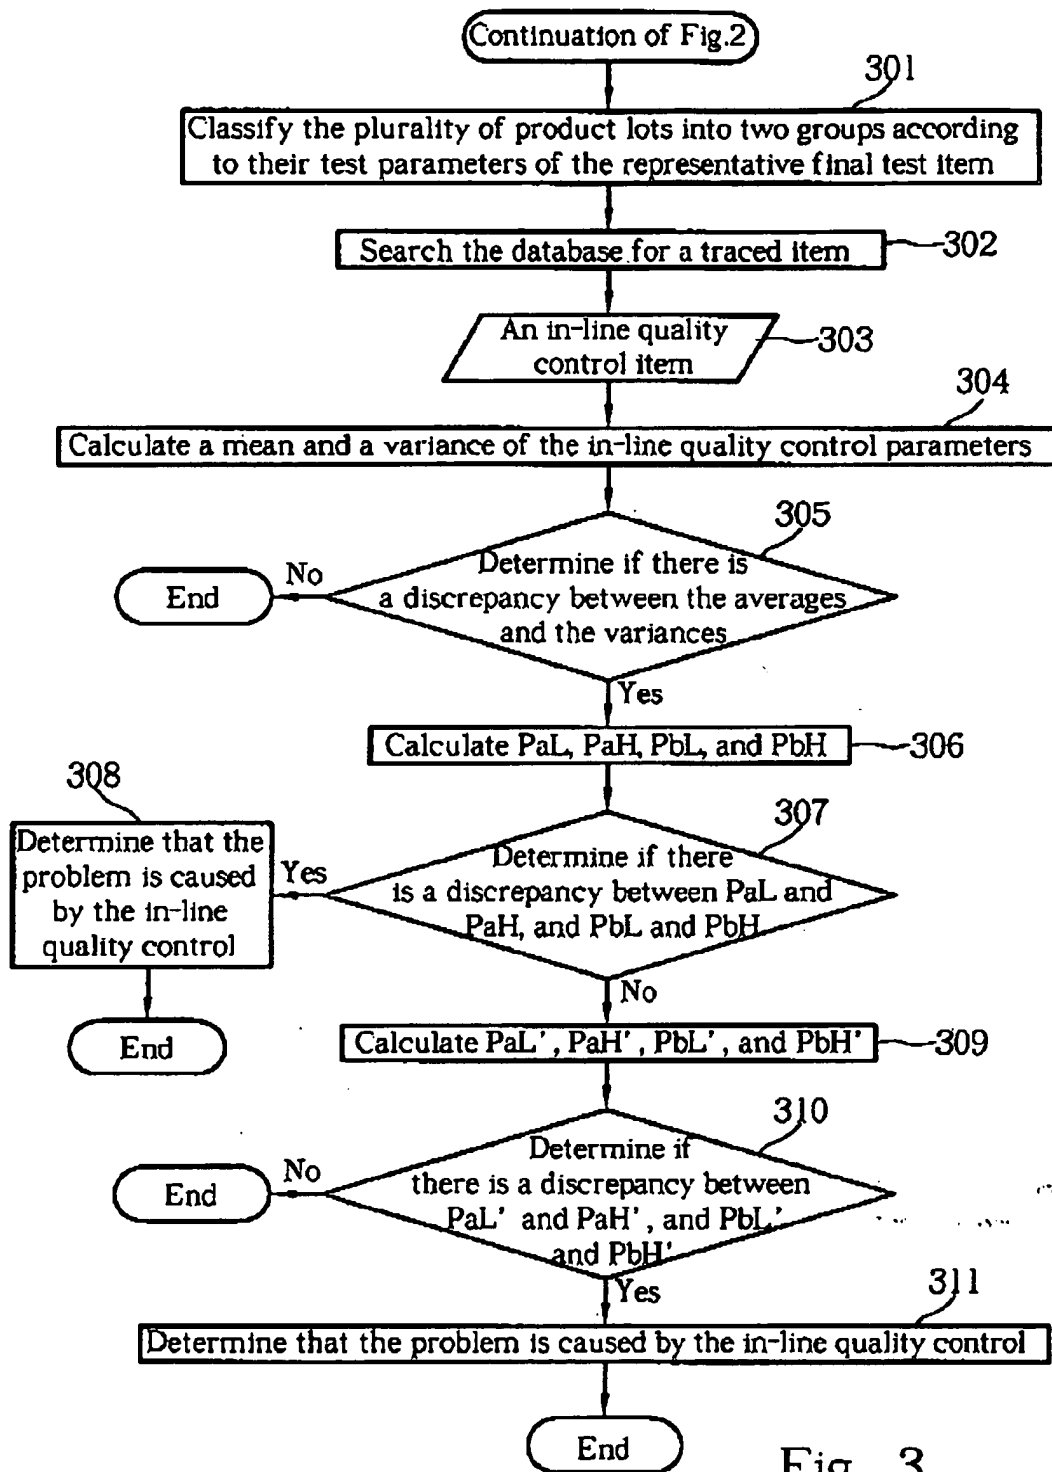 Continuation of Fig.2
301
Classify the plurality of product lots into two groups according
to their test parameters of the representative final test item
Search the database for a traced item
302
An in-line quality
control item
303
304
Calculate a mean and a variance of the in-line quality control parameters
305
Determine if there is
a discrepancy between the averages
and the variances
No
End
Yes
Calculate PaL, PaH, PbL, and PbH
306
307
Determine if there
is a discrepancy between PaL and
PaH, and PbL and PbH
Yes
308
Determine that the
problem is caused
by the in-line
quality control
End
No
Calculate PaL', PaH', PbL', and PbH'
309
310
Determine if
there is a discrepancy between
PaL' and PaH', and PbL'
and PbH'
No
End
Yes
311
Determine that the problem is caused by the in-line quality control
End
Fig. 3